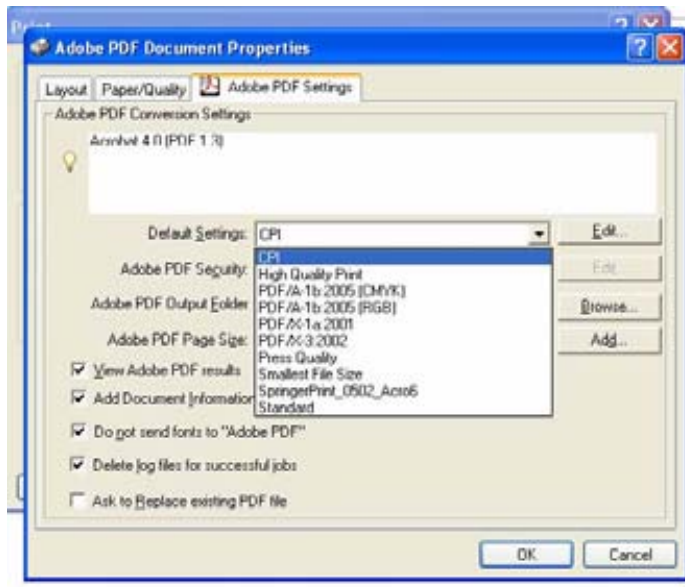 Print
Adobe PDF Document Properties
Layout Paper/Quality Adobe PDF Settings
Adobe PDF Conversion Settings
Acrobat 4.0 (PDF 1.3)
Default Settings: CPI Edit...
CPI
High Quality Print
PDF/A-1b:2005 (CMYK)
PDF/A-1b:2005 (RGB)
PDF/X-1a:2001
PDF/X-3:2002
Press Quality
Smallest File Size
SpringerPrint_0502_Acro6
Standard
Adobe PDF Security: Edit
Adobe PDF Output Folder Browse...
Adobe PDF Page Size: Add...
View Adobe PDF results
Add Document Information
Do not send fonts to "Adobe PDF"
Delete log files for successful jobs
Ask to Replace existing PDF file
OK Cancel